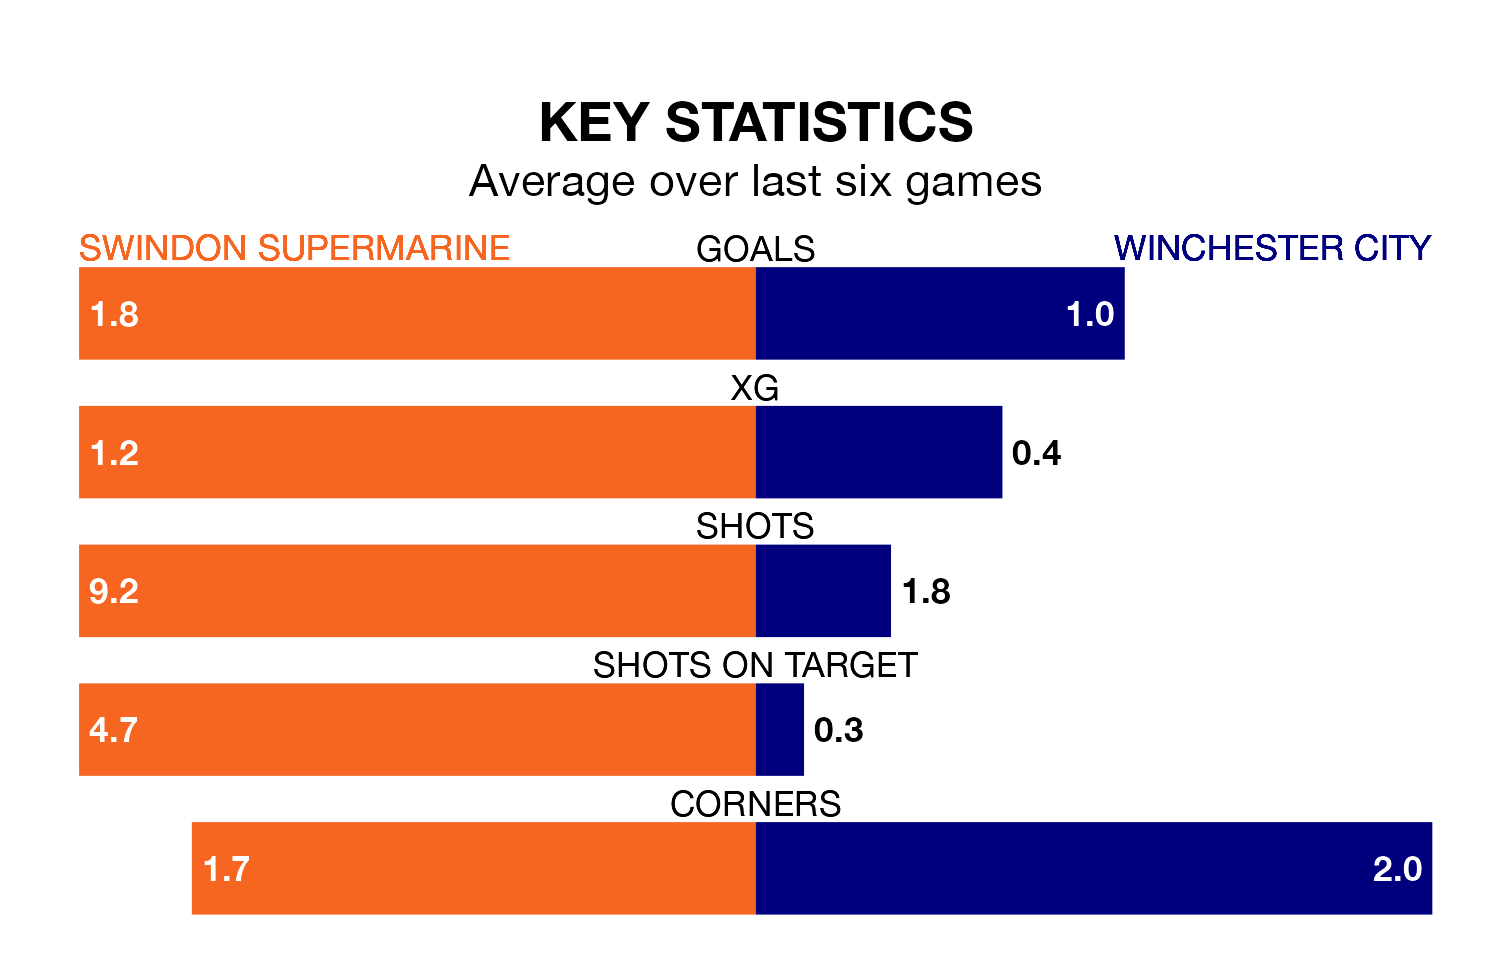 KEY STATISTICS
Average over last six games
SWINDON SUPERMARINE GOALS WINCHESTER CITY
1.8 1.0
XG
1.2 0.4
SHOTS
9.2 1.8
SHOTS ON TARGET
4.7 0.3
CORNERS
1.7 2.0